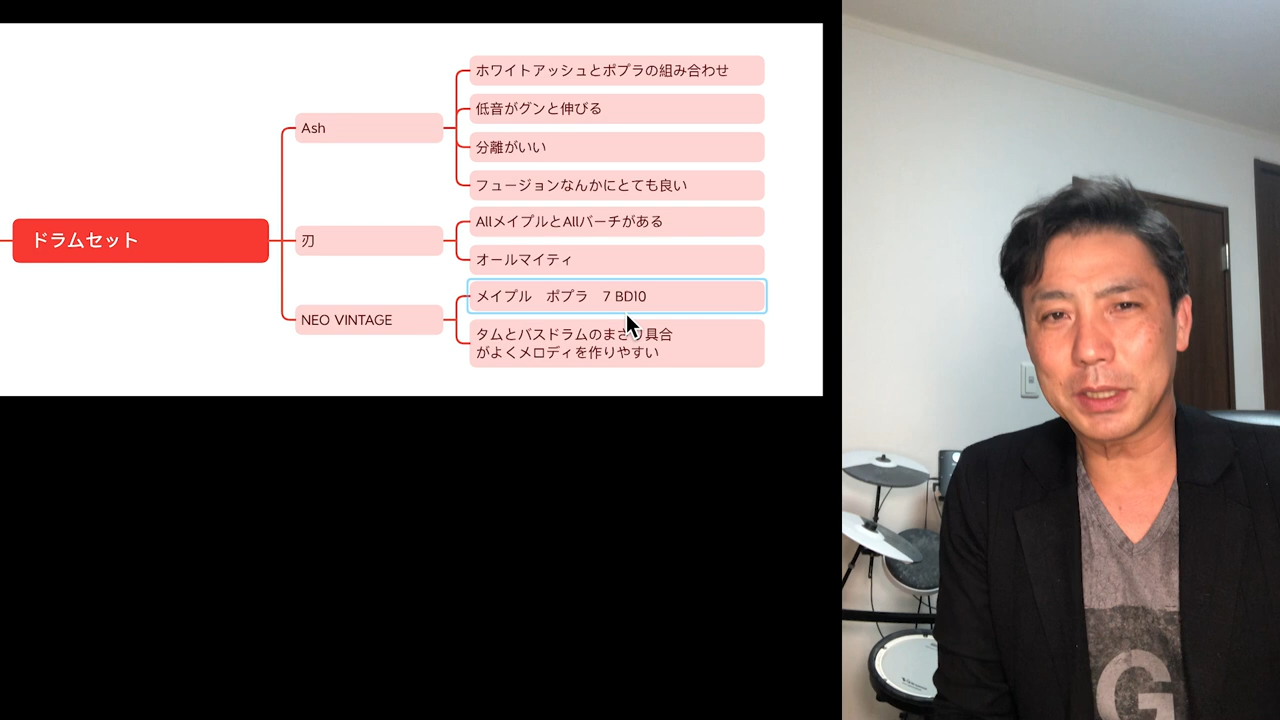 ドラムセット
Ash
ホワイトアッシュとポプラの組み合わせ
低音がグンと伸びる
分離がいい
フュージョンなんかにとても良い
刃
AllメイプルとAllバーチがある
オールマイティ
NEO VINTAGE
メイプル　ポプラ　7 BD10
タムとバスドラムのまざり具合
がよくメロディを作りやすい
G